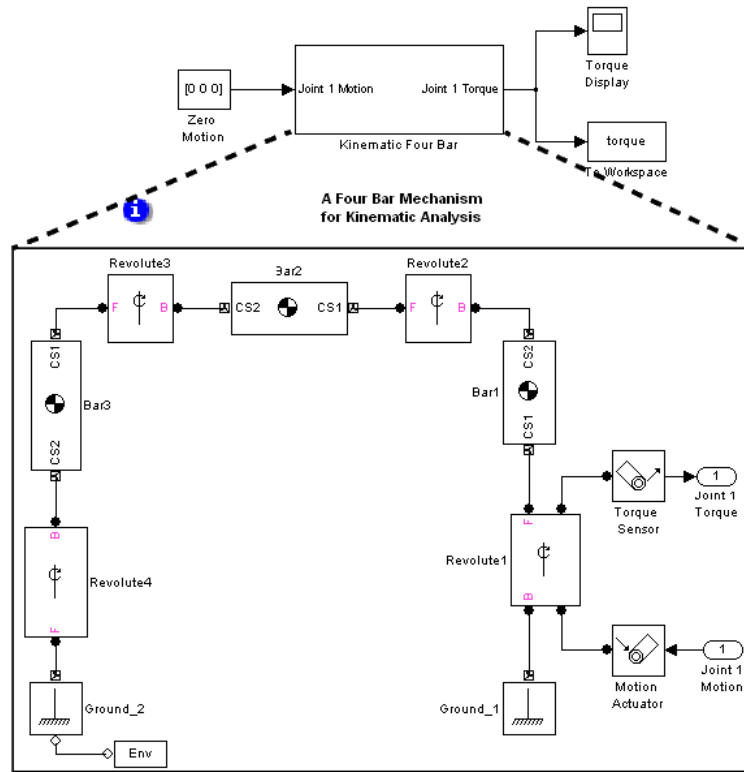 [0 0 0]
Zero
Motion
Joint 1 Motion
Joint 1 Torque
Kinematic Four Bar
Torque
Display
torque
To Workspace
i
A Four Bar Mechanism
for Kinematic Analysis
Revolute3
F
B
Bar2
CS2
CS1
Revolute2
F
B
CS1
CS2
Bar3
CS2
CS1
Bar1
B
F
Revolute4
Ground_2
Env
F
B
Revolute1
Ground_1
Torque
Sensor
1
Joint 1
Torque
Motion
Actuator
1
Joint 1
Motion